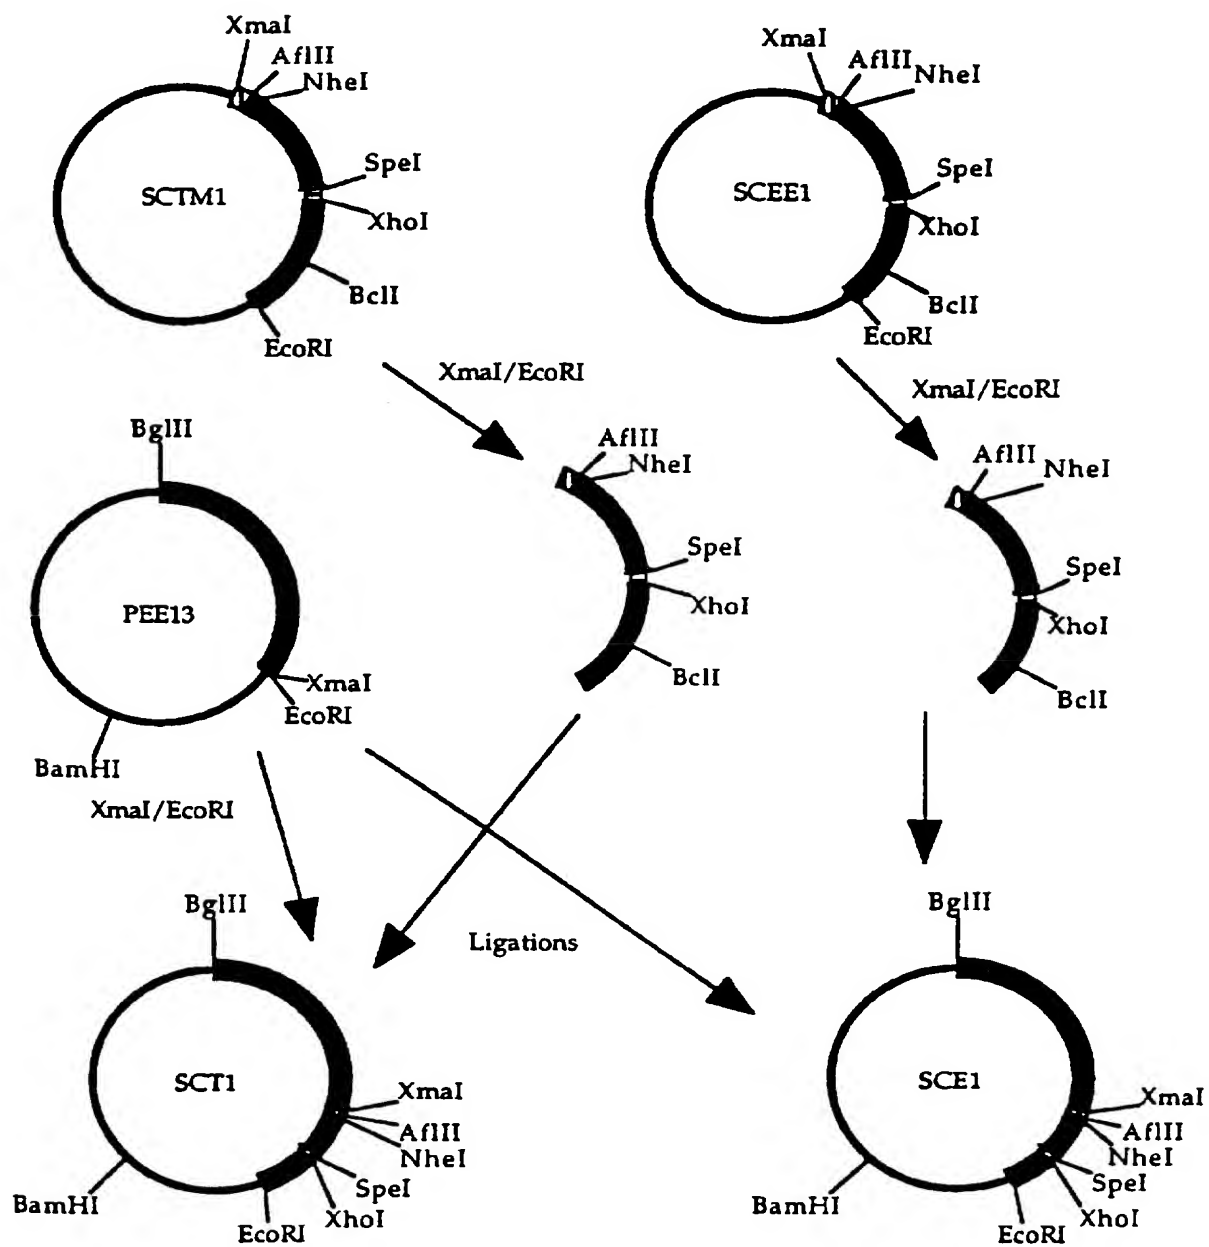 XmaI
AflII
NheI
SpeI
XhoI
BclI
EcoRI
SCTM1
XmaI
AflII
NheI
SpeI
XhoI
BclI
EcoRI
SCEE1
XmaI/EcoRI
XmaI/EcoRI
BglII
PEE13
XmaI
EcoRI
BamHI
AflII
NheI
SpeI
XhoI
BclI
AflII
NheI
SpeI
XhoI
BclI
XmaI/EcoRI
Ligations
BglII
SCT1
XmaI
AflII
NheI
SpeI
XhoI
EcoRI
BamHI
BglII
SCE1
XmaI
AflII
NheI
SpeI
XhoI
EcoRI
BamHI